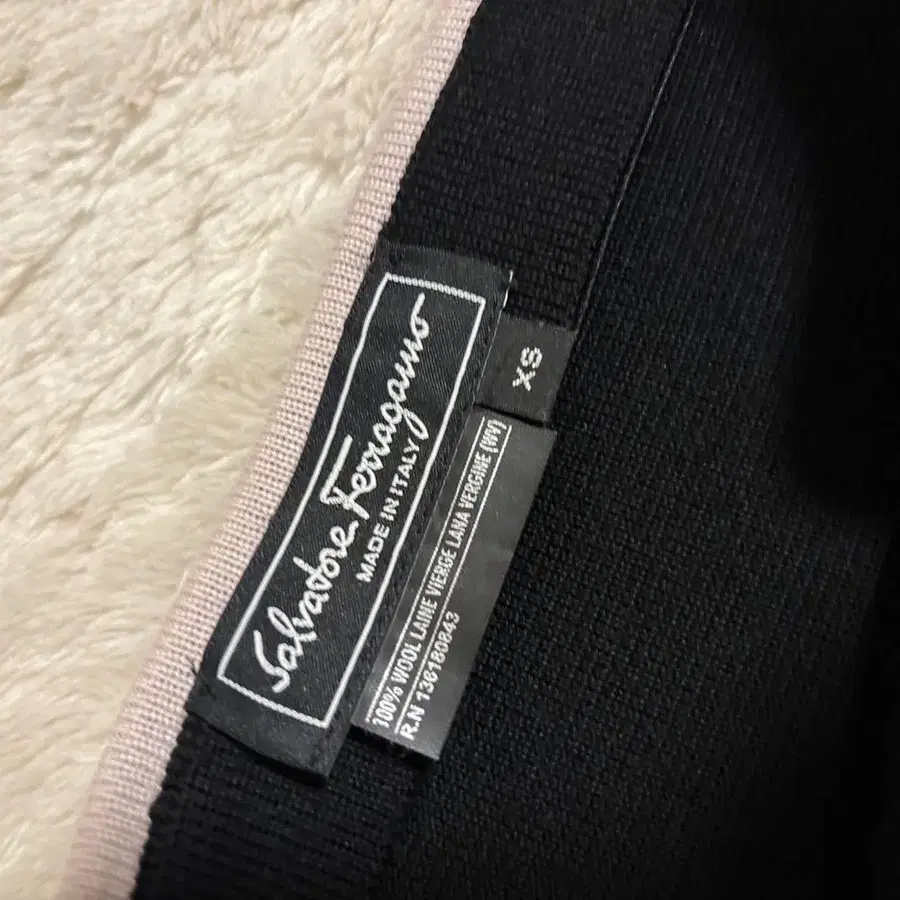 Salvatore Ferragamo
MADE IN ITALY
XS
100% WOOL LAINE VIERGE LANA VERGINE (WV)
R.N 136180843